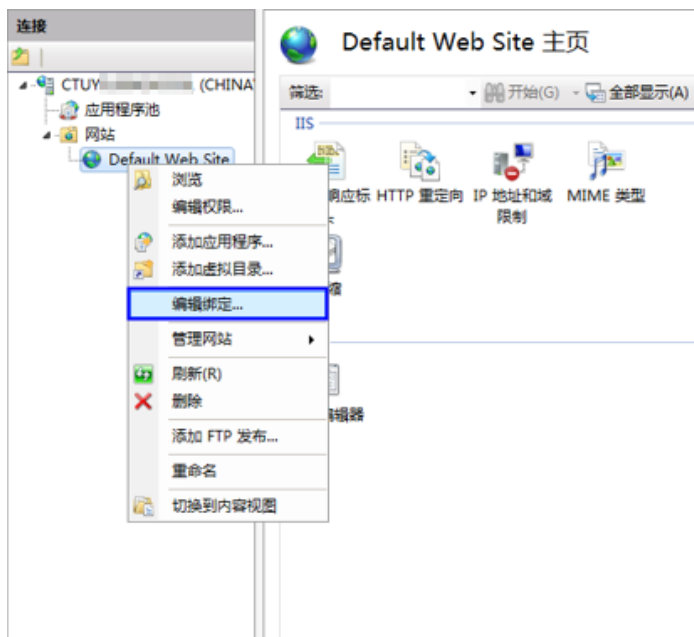 连接
Default Web Site 主页
CTUY (CHINA
筛选: 开始(G) 全部显示(A)
应用程序池
网站
IIS
Default Web Site
浏览
响应标 HTTP 重定向 IP 地址和域 MIME 类型
编辑权限...
限制
添加应用程序...
添加虚拟目录...
缩
编辑绑定...
管理网站
刷新(R)
删除
编辑器
添加 FTP 发布...
重命名
切换到内容视图